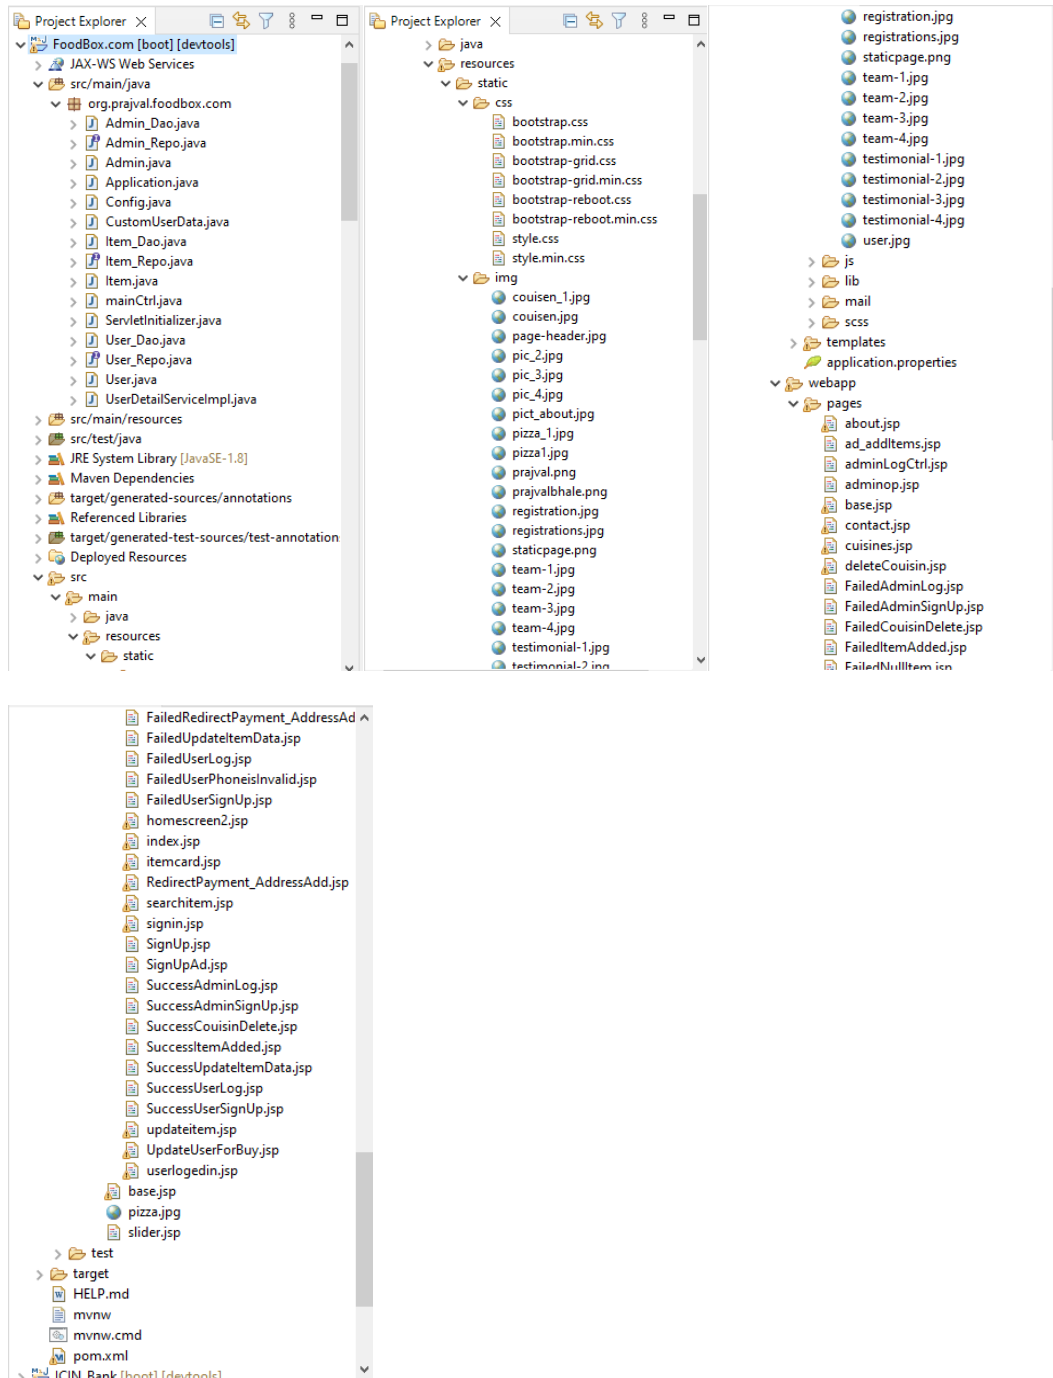 Project Explorer
FoodBox.com [boot] [devtools]
JAX-WS Web Services
src/main/java
org.prajval.foodbox.com
Admin_Dao.java
Admin_Repo.java
Admin.java
Application.java
Config.java
CustomUserData.java
Item_Dao.java
Item_Repo.java
Item.java
mainCtrl.java
ServletInitializer.java
User_Dao.java
User_Repo.java
User.java
UserDetailServiceImpl.java
src/main/resources
src/test/java
JRE System Library [JavaSE-1.8]
Maven Dependencies
target/generated-sources/annotations
Referenced Libraries
target/generated-test-sources/test-annotation
Deployed Resources
src
main
java
resources
static
Project Explorer
java
resources
static
css
bootstrap.css
bootstrap.min.css
bootstrap-grid.css
bootstrap-grid.min.css
bootstrap-reboot.css
bootstrap-reboot.min.css
style.css
style.min.css
img
couisen_1.jpg
couisen.jpg
page-header.jpg
pic_2.jpg
pic_3.jpg
pic_4.jpg
pict_about.jpg
pizza_1.jpg
pizza1.jpg
prajval.png
prajvalbhale.png
registration.jpg
registrations.jpg
staticpage.png
team-1.jpg
team-2.jpg
team-3.jpg
team-4.jpg
testimonial-1.jpg
testimonial-2.jpg
registration.jpg
registrations.jpg
staticpage.png
team-1.jpg
team-2.jpg
team-3.jpg
team-4.jpg
testimonial-1.jpg
testimonial-2.jpg
testimonial-3.jpg
testimonial-4.jpg
user.jpg
js
lib
mail
scss
templates
application.properties
webapp
pages
about.jsp
ad_addItems.jsp
adminLogCtrl.jsp
adminop.jsp
base.jsp
contact.jsp
cuisines.jsp
deleteCouisin.jsp
FailedAdminLog.jsp
FailedAdminSignUp.jsp
FailedCouisinDelete.jsp
FailedItemAdded.jsp
FailedNullItem.jsp
FailedRedirectPayment_AddressAd
FailedUpdateItemData.jsp
FailedUserLog.jsp
FailedUserPhoneisInvalid.jsp
FailedUserSignUp.jsp
homescreen2.jsp
index.jsp
itemcard.jsp
RedirectPayment_AddressAdd.jsp
searchitem.jsp
signin.jsp
SignUp.jsp
SignUpAd.jsp
SuccessAdminLog.jsp
SuccessAdminSignUp.jsp
SuccessCouisinDelete.jsp
SuccessItemAdded.jsp
SuccessUpdateItemData.jsp
SuccessUserLog.jsp
SuccessUserSignUp.jsp
updateitem.jsp
UpdateUserForBuy.jsp
userlogedin.jsp
base.jsp
pizza.jpg
slider.jsp
test
target
HELP.md
mvnw
mvnw.cmd
pom.xml
ICIN_Bank [boot] [devtools]